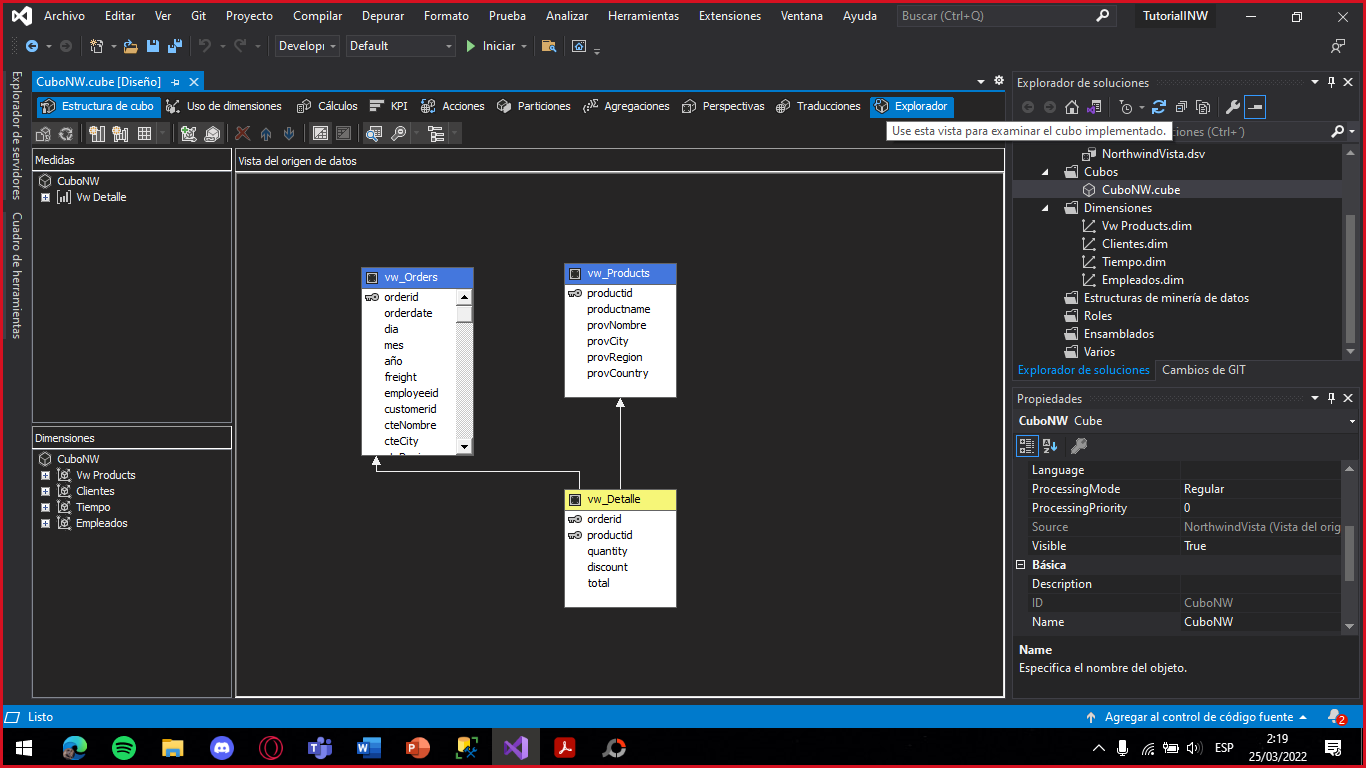 Archivo Editar Ver Git Proyecto Compilar Depurar Formato Prueba Analizar Herramientas Extensiones Ventana Ayuda Buscar (Ctrl+Q) TutorialNW
Developı Default Iniciar
Explorador de servidores
Cuadro de herramientas
CuboNW.cube [Diseño]
Estructura de cubo Uso de dimensiones Cálculos KPI Acciones Particiones Agregaciones Perspectivas Traducciones Explorador
Use esta vista para examinar el cubo implementado.
Medidas
CuboNW
Vw Detalle
Dimensiones
CuboNW
Vw Products
Clientes
Tiempo
Empleados
Vista del origen de datos
vw_Orders
orderid
orderdate
dia
mes
año
freight
employeeid
customerid
cteNombre
cteCity
vw_Products
productid
productname
provNombre
provCity
provRegion
provCountry
vw_Detalle
orderid
productid
quantity
discount
total
Explorador de soluciones
ciones (Ctrl+´)
NorthwindVista.dsv
Cubos
CuboNW.cube
Dimensiones
Vw Products.dim
Clientes.dim
Tiempo.dim
Empleados.dim
Estructuras de minería de datos
Roles
Ensamblados
Varios
Explorador de soluciones Cambios de GIT
Propiedades
CuboNW Cube
Language
ProcessingMode Regular
ProcessingPriority 0
Source NorthwindVista (Vista del orig
Visible True
Básica
Description
ID CuboNW
Name CuboNW
Name
Especifica el nombre del objeto.
Listo Agregar al control de código fuente 2
ESP 2:19
25/03/2022